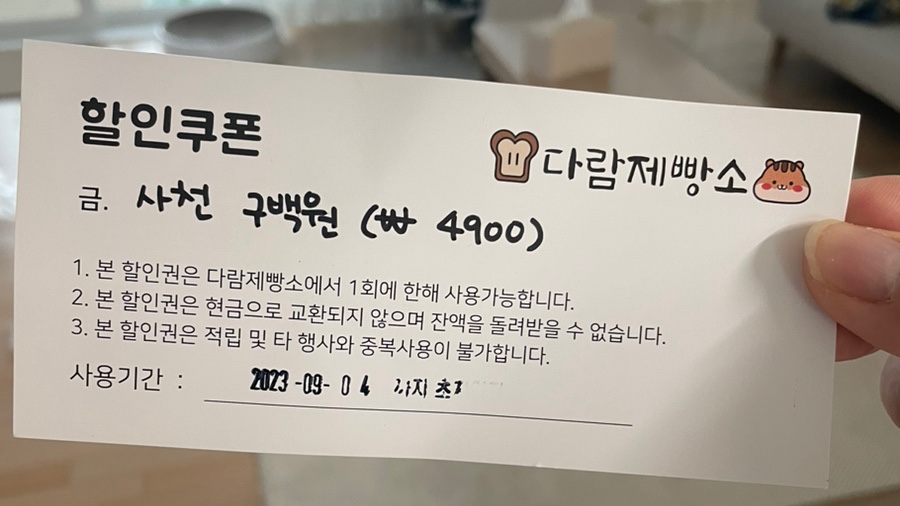 할인쿠폰
다람제빵소
금. 사천 구백원 (₩ 4900)
1. 본 할인권은 다람제빵소에서 1회에 한해 사용가능합니다.
2. 본 할인권은 현금으로 교환되지 않으며 잔액을 돌려받을 수 없습니다.
3. 본 할인권은 적립 및 타 행사와 중복사용이 불가합니다.
사용기간 : 2023-09-04 까지